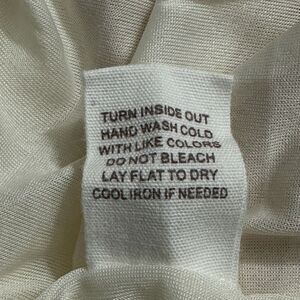 TURN INSIDE OUT
HAND WASH COLD
WITH LIKE COLORS
DO NOT BLEACH
LAY FLAT TO DRY
COOL IRON IF NEEDED